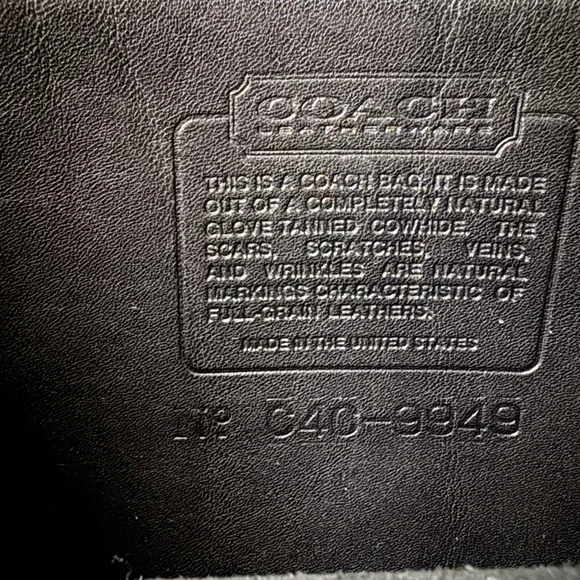 COACH
LEATHERWARE
THIS IS A COACH BAG. IT IS MADE
OUT OF A COMPLETELY NATURAL
GLOVE TANNED COWHIDE. THE
SCARS, SCRATCHES, VEINS,
AND WRINKLES ARE NATURAL
MARKINGS CHARACTERISTIC OF
FULL-GRAIN LEATHERS.
MADE IN THE UNITED STATES
Nº C4C-9949